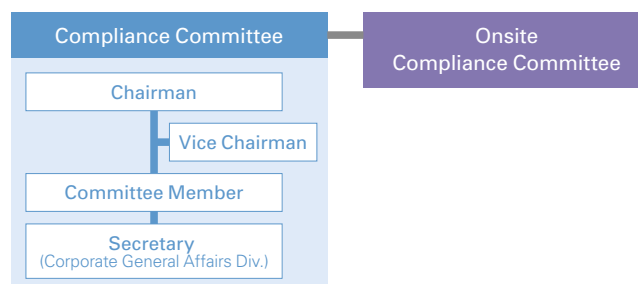 Compliance Committee
Onsite
Compliance Committee
Chairman
Vice Chairman
Committee Member
Secretary
(Corporate General Affairs Div.)